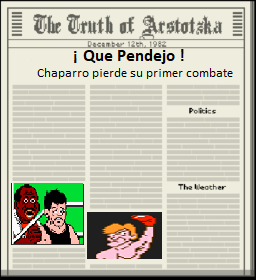 The Truth of Arstotzka
December 12th, 1982
¡ Que Pendejo !
Chaparro pierde su primer combate
Politics
The Weather